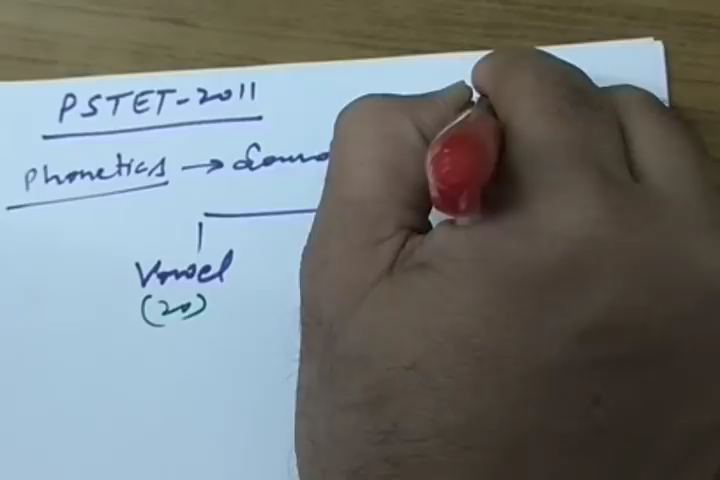 PSTET-2011
Phonetics →
Vowel
(20)